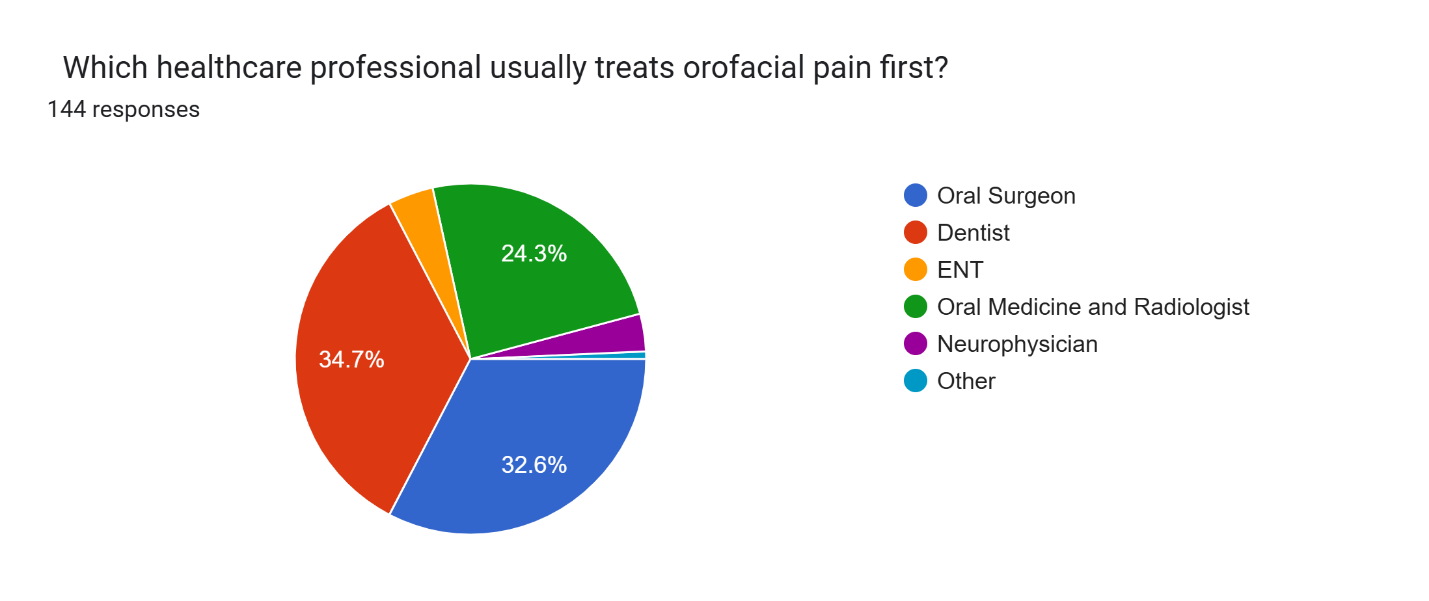 Which healthcare professional usually treats orofacial pain first?
144 responses
24.3%
34.7%
32.6%
Oral Surgeon
Dentist
ENT
Oral Medicine and Radiologist
Neurophysician
Other